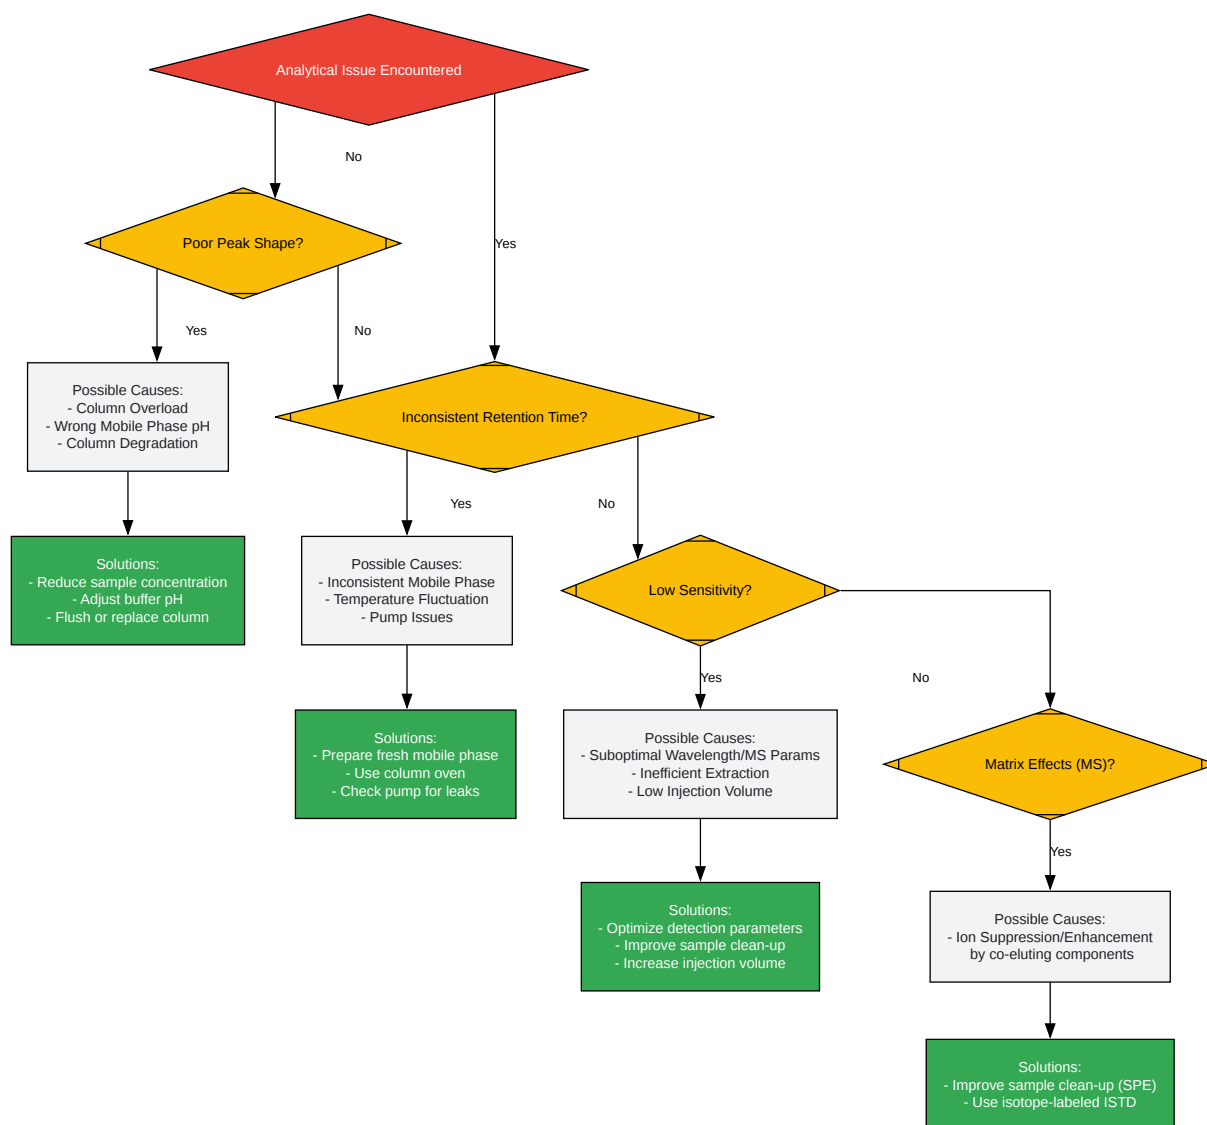 Analytical Issue Encountered
No
Poor Peak Shape?
Yes
Yes
No
Possible Causes:
- Column Overload
- Wrong Mobile Phase pH
- Column Degradation
Inconsistent Retention Time?
Yes
No
Solutions:
- Reduce sample concentration
- Adjust buffer pH
- Flush or replace column
Possible Causes:
- Inconsistent Mobile Phase
- Temperature Fluctuation
- Pump Issues
Low Sensitivity?
Yes
No
Solutions:
- Prepare fresh mobile phase
- Use column oven
- Check pump for leaks
Possible Causes:
- Suboptimal Wavelength/MS Params
- Inefficient Extraction
- Low Injection Volume
Matrix Effects (MS)?
Yes
Solutions:
- Optimize detection parameters
- Improve sample clean-up
- Increase injection volume
Possible Causes:
- Ion Suppression/Enhancement
by co-eluting components
Solutions:
- Improve sample clean-up (SPE)
- Use isotope-labeled ISTD